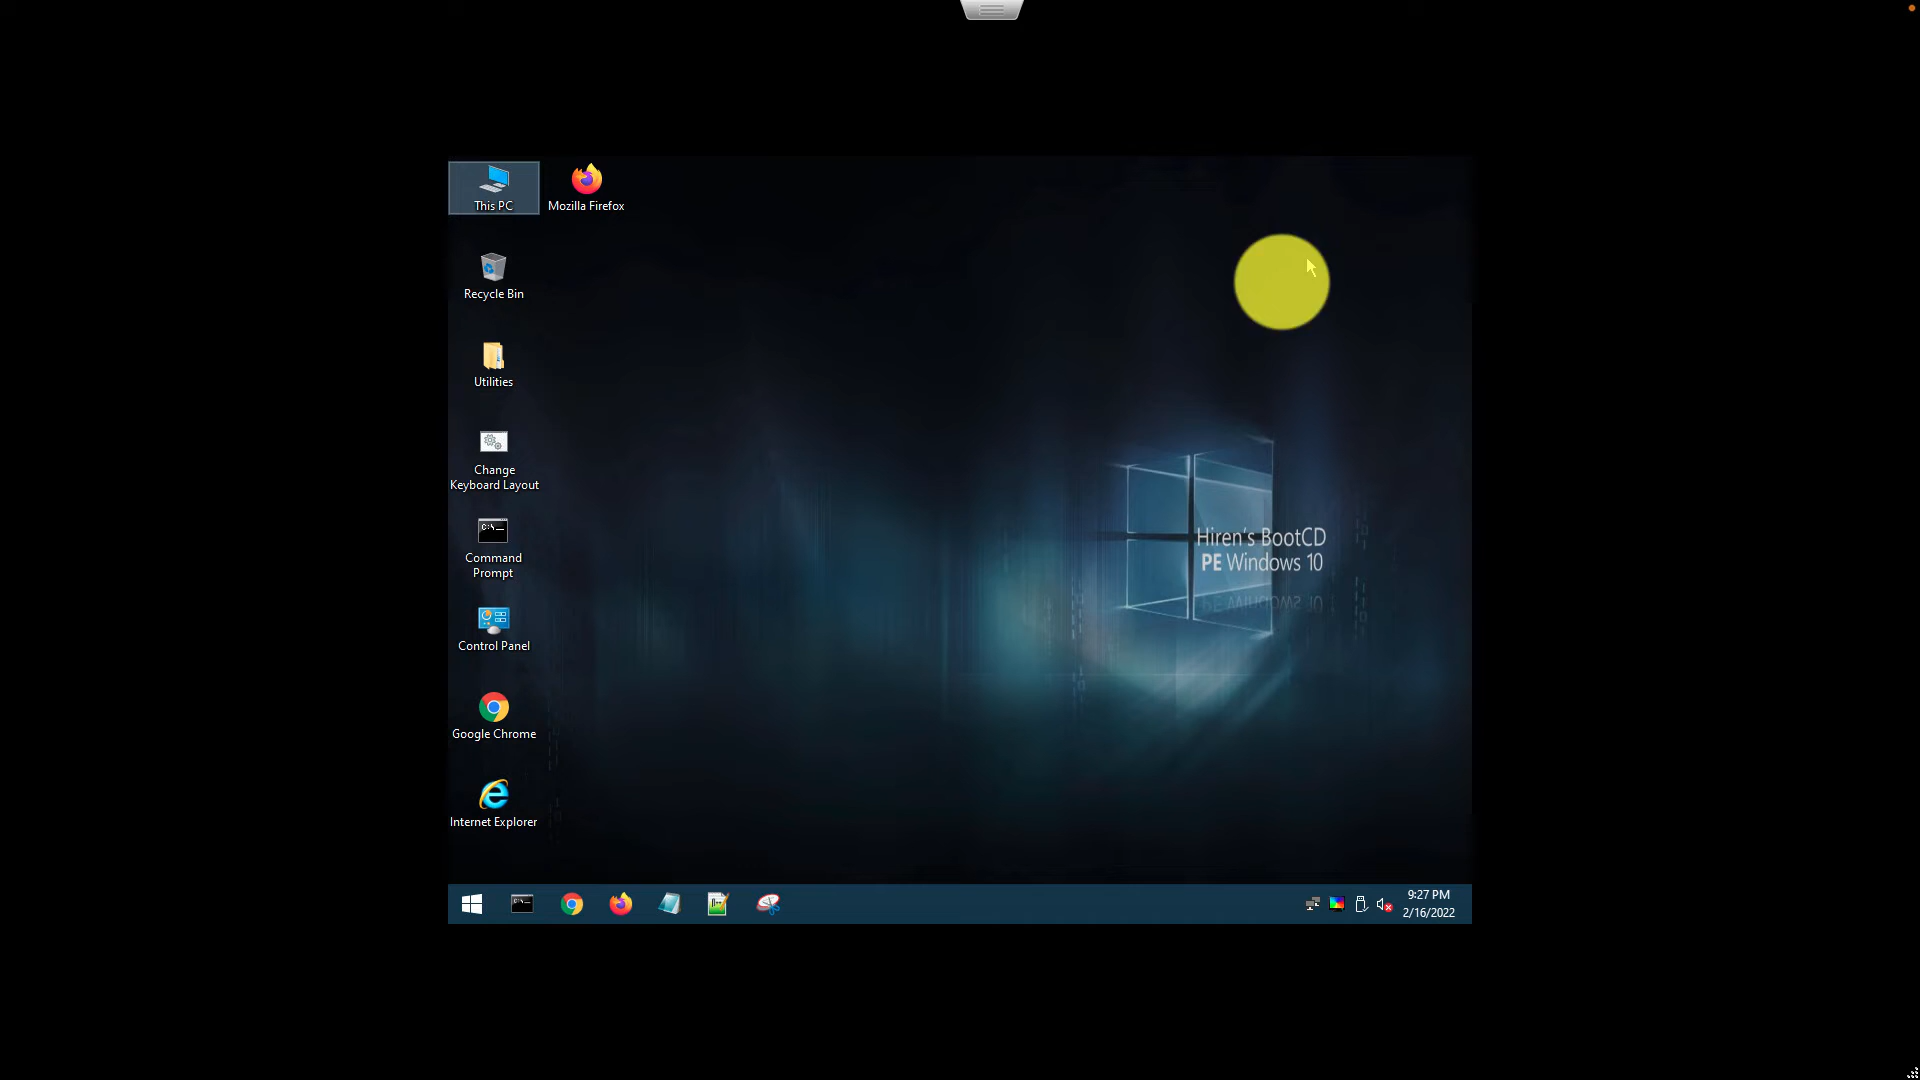 This PC
Mozilla Firefox
Recycle Bin
Utilities
Change
Keyboard Layout
Command
Prompt
Control Panel
Google Chrome
Internet Explorer
Hiren's BootCD
PE Windows 10
9:27 PM
2/16/2022